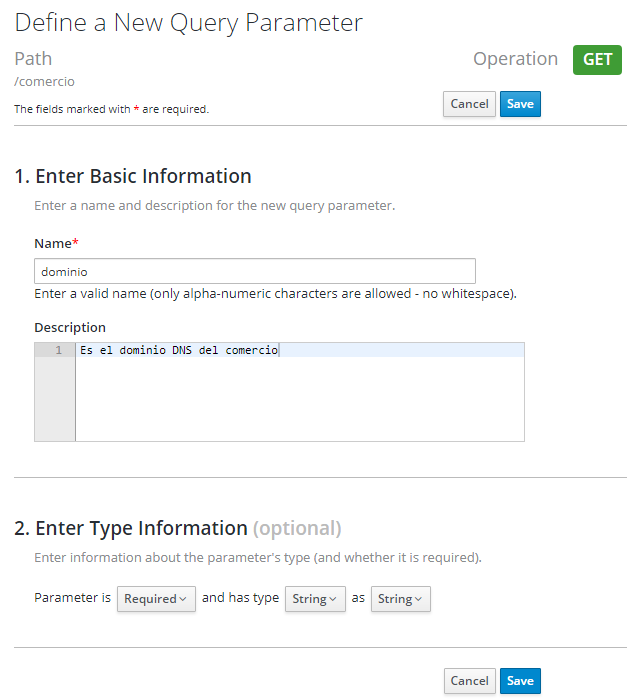 Define a New Query Parameter
Path
Operation GET
/comercio
The fields marked with * are required.
Cancel Save
1. Enter Basic Information
Enter a name and description for the new query parameter.
Name*
dominio
Enter a valid name (only alpha-numeric characters are allowed - no whitespace).
Description
1 Es el dominio DNS del comercio
2. Enter Type Information (optional)
Enter information about the parameter's type (and whether it is required).
Parameter is Required and has type String as String
Cancel Save